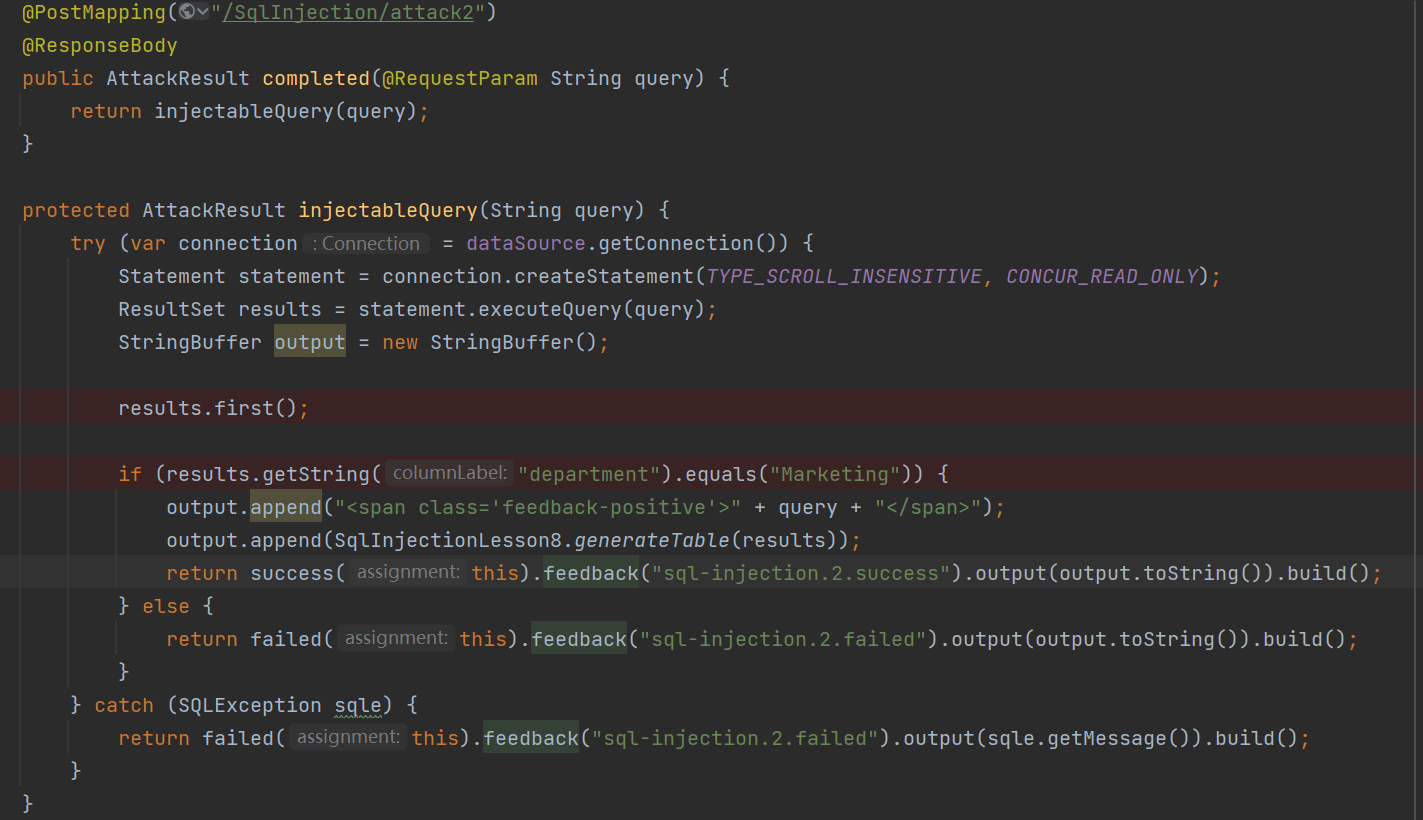 @PostMapping("/SqlInjection/attack2")
@ResponseBody
public AttackResult completed(@RequestParam String query) {
    return injectableQuery(query);
}

protected AttackResult injectableQuery(String query) {
    try (var connection : Connection = dataSource.getConnection()) {
        Statement statement = connection.createStatement(TYPE_SCROLL_INSENSITIVE, CONCUR_READ_ONLY);
        ResultSet results = statement.executeQuery(query);
        StringBuffer output = new StringBuffer();

        results.first();

        if (results.getString( columnLabel: "department").equals("Marketing")) {
            output.append("<span class='feedback-positive'>" + query + "</span>");
            output.append(SqlInjectionLesson8.generateTable(results));
            return success( assignment: this).feedback("sql-injection.2.success").output(output.toString()).build();
        } else {
            return failed( assignment: this).feedback("sql-injection.2.failed").output(output.toString()).build();
        }
    } catch (SQLException sqle) {
        return failed( assignment: this).feedback("sql-injection.2.failed").output(sqle.getMessage()).build();
    }
}